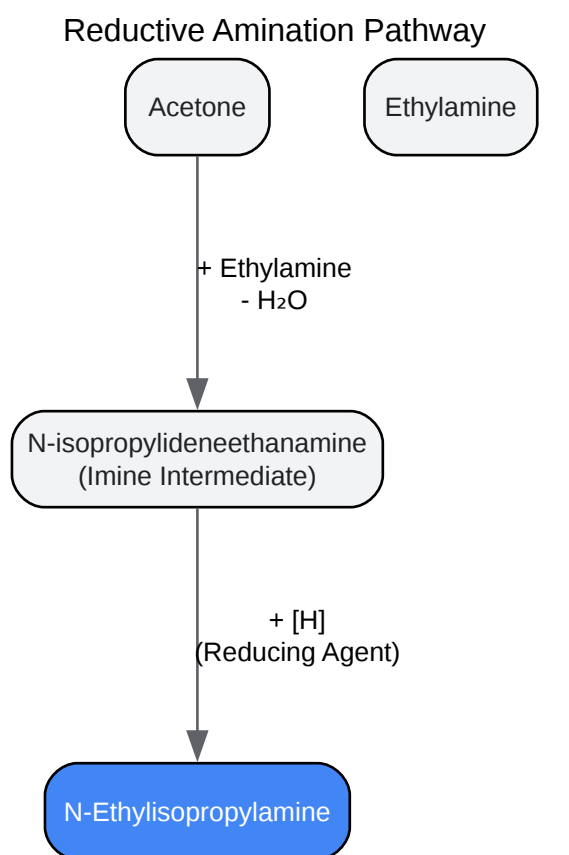 Reductive Amination Pathway
Acetone
Ethylamine
+ Ethylamine
- H₂O
N-isopropylideneethanamine
(Imine Intermediate)
+ [H]
(Reducing Agent)
N-Ethylisopropylamine